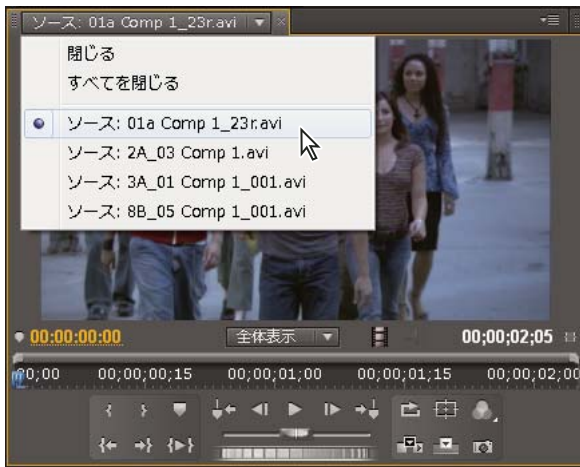 ソース: 01a Comp 1_23r.avi
閉じる
すべてを閉じる
ソース: 01a Comp 1_23r.avi
ソース: 2A_03 Comp 1.avi
ソース: 3A_01 Comp 1_001.avi
ソース: 8B_05 Comp 1_001.avi
00:00:00:00 全体表示 00;00;02;05
00;00 00;00;00;15 00;00;01;00 00;00;01;15 00;00;02;00